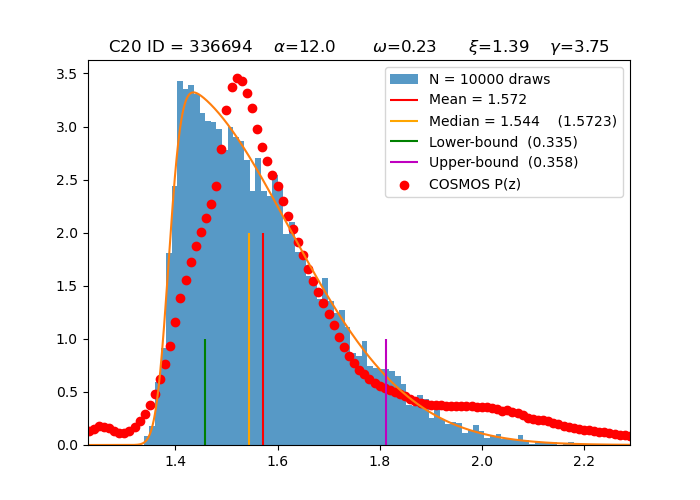 C20 ID = 336694 α=12.0 ω=0.23 ξ=1.39 γ=3.75
N = 10000 draws
Mean = 1.572
Median = 1.544 (1.5723)
Lower-bound (0.335)
Upper-bound (0.358)
COSMOS P(z)
3.5
3.0
2.5
2.0
1.5
1.0
0.5
0.0
1.4 1.6 1.8 2.0 2.2